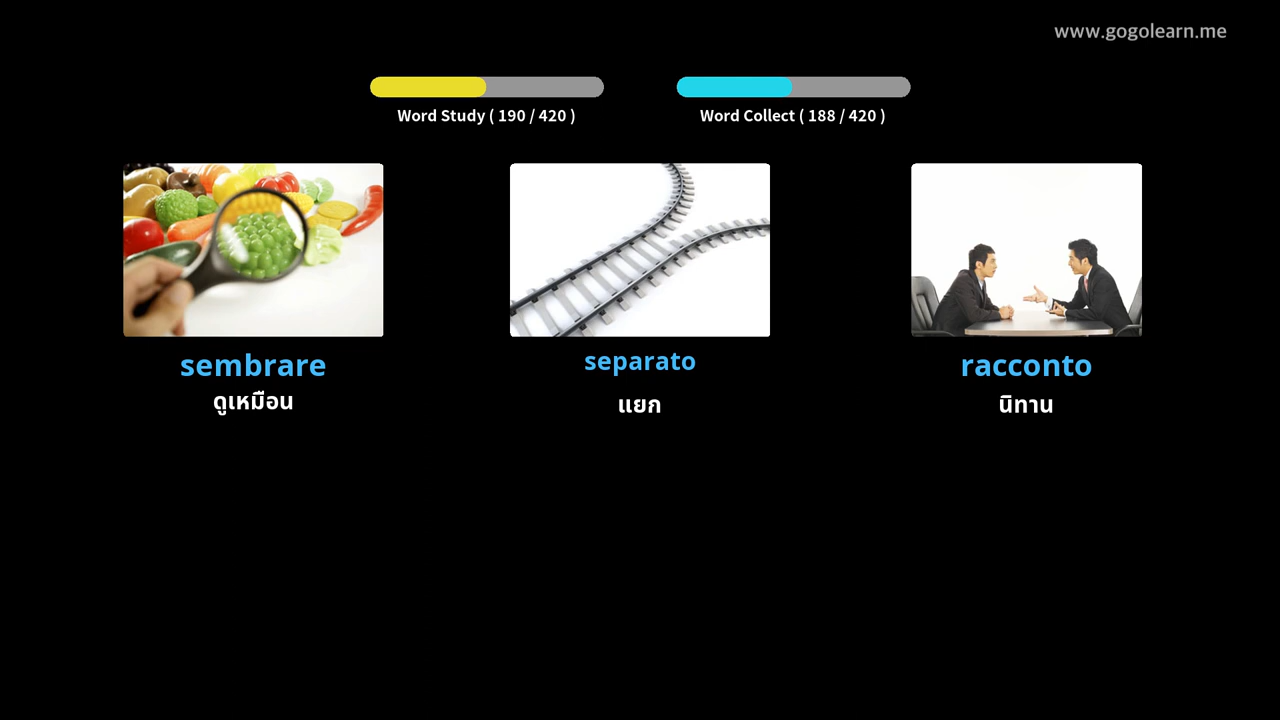 www.gogolearn.me
Word Study ( 190 / 420 )
Word Collect ( 188 / 420 )
sembrare
ดูเหมือน
separato
แยก
racconto
นิทาน